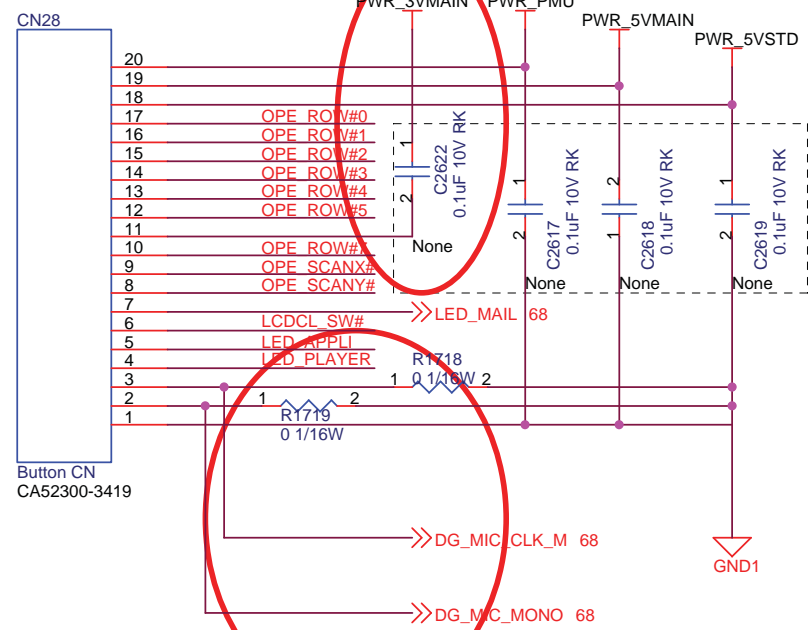 CN28
PWR_3VMAIN
PWR_PMU
PWR_5VMAIN
PWR_5VSTD
20
19
18
17 OPE_ROW#0
16 OPE_ROW#1
15 OPE_ROW#2
14 OPE_ROW#3
13 OPE_ROW#4
12 OPE_ROW#5
11
10 OPE_ROW#7
9 OPE_SCANX#
8 OPE_SCANY#
7
6 LCDCL_SW#
5 LED_APPLI
4 LED_PLAYER
3
2
1
1
2
C2622
0.1uF 10V RK
None
1
2
C2617
0.1uF 10V RK
None
2
1
C2618
0.1uF 10V RK
None
1
2
C2619
0.1uF 10V RK
None
LED_MAIL 68
R1718
1 2
0 1/16W
1 2
R1719
0 1/16W
Button CN
CA52300-3419
DG_MIC_CLK_M 68
DG_MIC_MONO 68
GND1